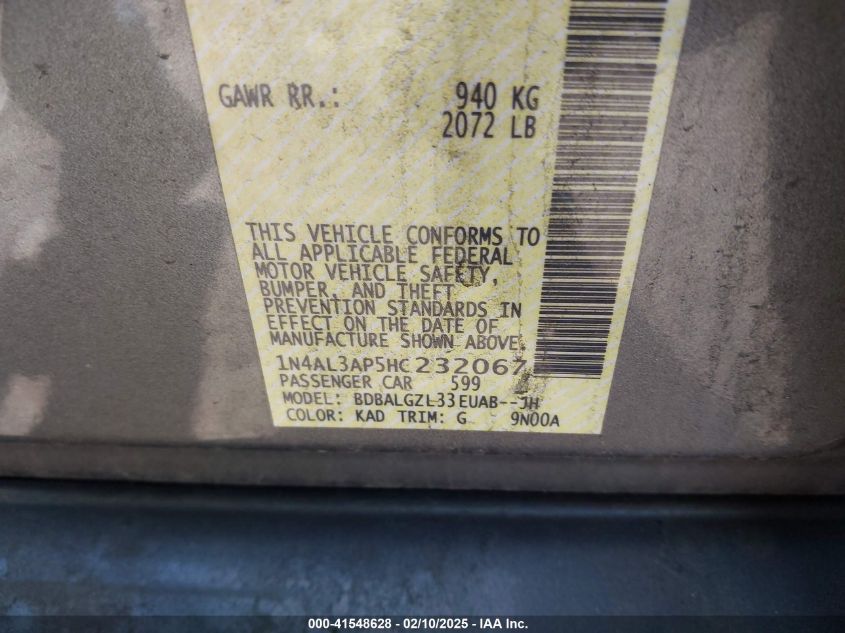 GAWR RR.: 940 KG
2072 LB
THIS VEHICLE CONFORMS TO
ALL APPLICABLE FEDERAL
MOTOR VEHICLE SAFETY,
BUMPER, AND THEFT
PREVENTION STANDARDS IN
EFFECT ON THE DATE OF
MANUFACTURE SHOWN ABOVE.
1N4AL3AP5HC232067
PASSENGER CAR 599
MODEL: BDBALGZL33EUAB--JH
COLOR: KAD TRIM: G 9N00A
000-41548628 - 02/10/2025 - IAA Inc.